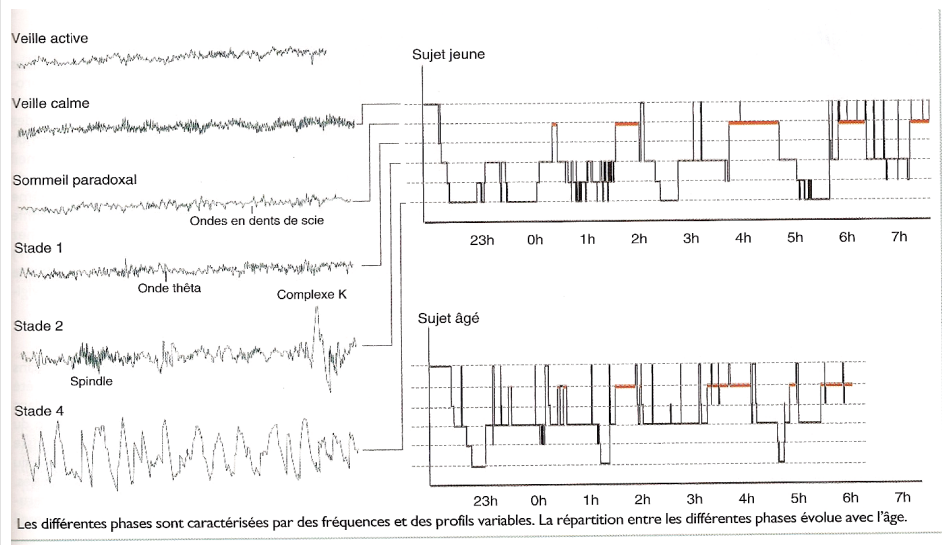 Veille active
Veille calme
Sommeil paradoxal
Ondes en dents de scie
Stade 1
Onde thêta
Complexe K
Stade 2
Spindle
Stade 4
Sujet jeune
23h 0h 1h 2h 3h 4h 5h 6h 7h
Sujet âgé
23h 0h 1h 2h 3h 4h 5h 6h 7h
Les différentes phases sont caractérisées par des fréquences et des profils variables. La répartition entre les différentes phases évolue avec l'âge.